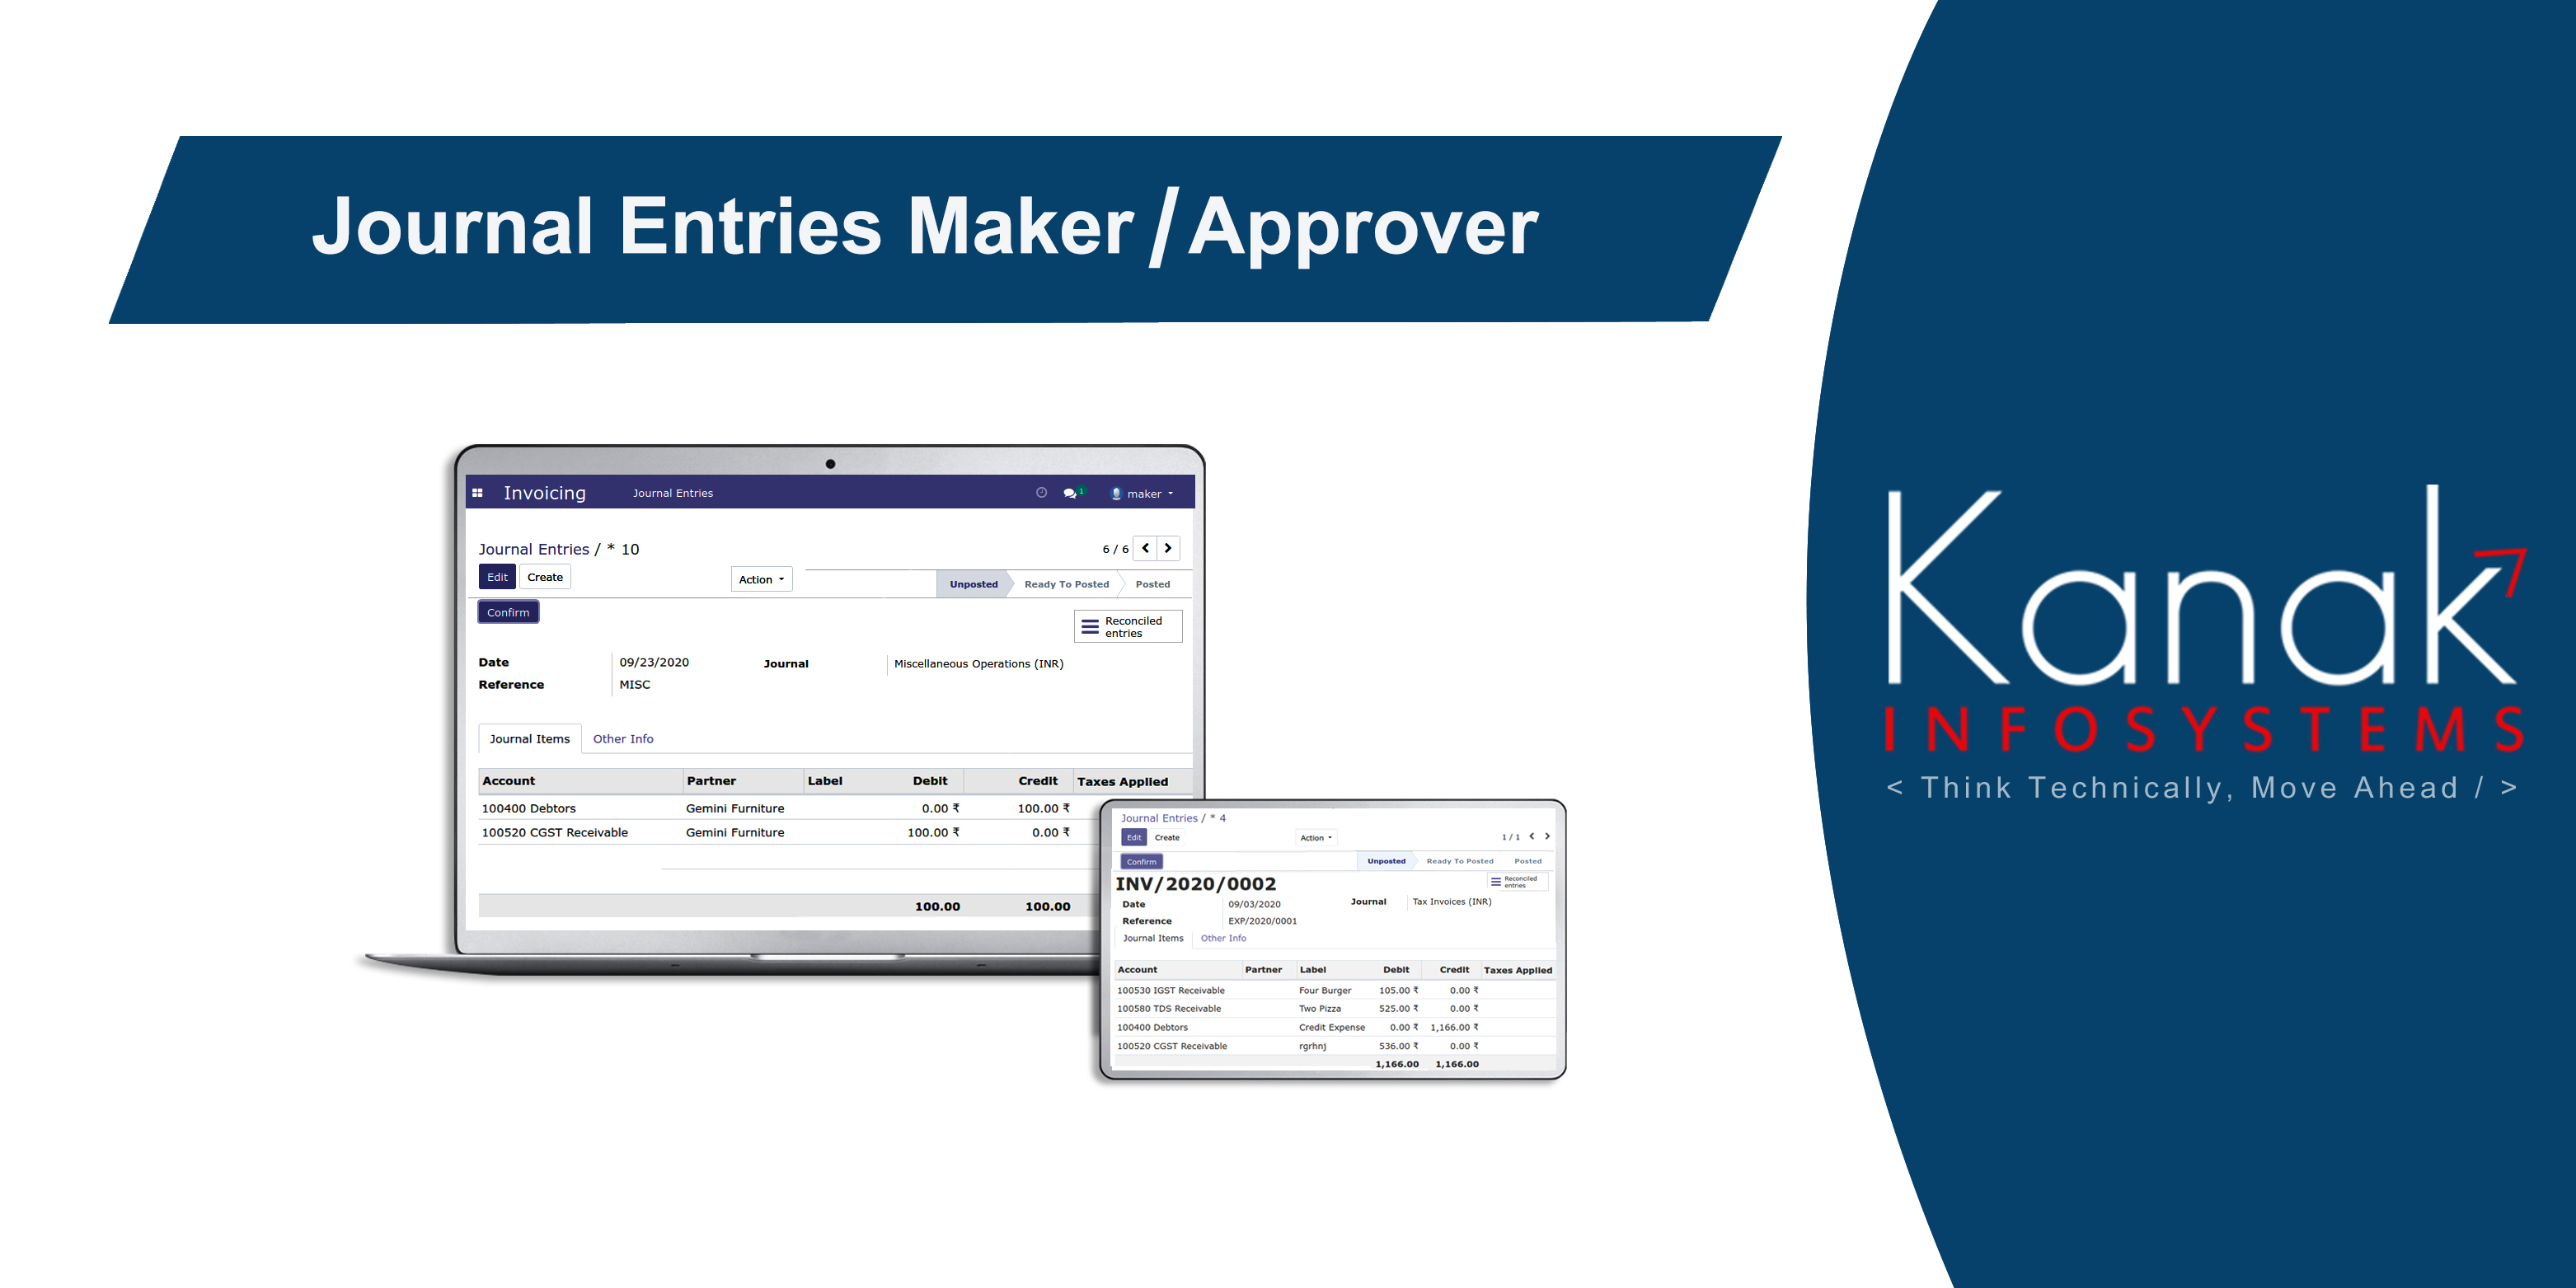 Journal Entries Maker / Approver
Invoicing Journal Entries 1 maker
Journal Entries / * 10 6 / 6
Edit Create Action Unposted Ready To Posted Posted
Confirm
Reconciled
entries
Date 09/23/2020 Journal Miscellaneous Operations (INR)
Reference MISC
Journal Items Other Info
Account Partner Label Debit Credit Taxes Applied
100400 Debtors Gemini Furniture 0.00 ₹ 100.00 ₹
100520 CGST Receivable Gemini Furniture 100.00 ₹ 0.00 ₹
100.00 100.00
Journal Entries / * 4
Edit Create Action 1 / 1
Confirm Unposted Ready To Posted Posted
INV/2020/0002
Reconciled
entries
Date 09/03/2020 Journal Tax Invoices (INR)
Reference EXP/2020/0001
Journal Items Other Info
Account Partner Label Debit Credit Taxes Applied
100530 IGST Receivable Four Burger 105.00 ₹ 0.00 ₹
100580 TDS Receivable Two Pizza 525.00 ₹ 0.00 ₹
100400 Debtors Credit Expense 0.00 ₹ 1,166.00 ₹
100520 CGST Receivable rgrhnj 536.00 ₹ 0.00 ₹
1,166.00 1,166.00
Kanak
INFOSYSTEMS
< Think Technically, Move Ahead / >